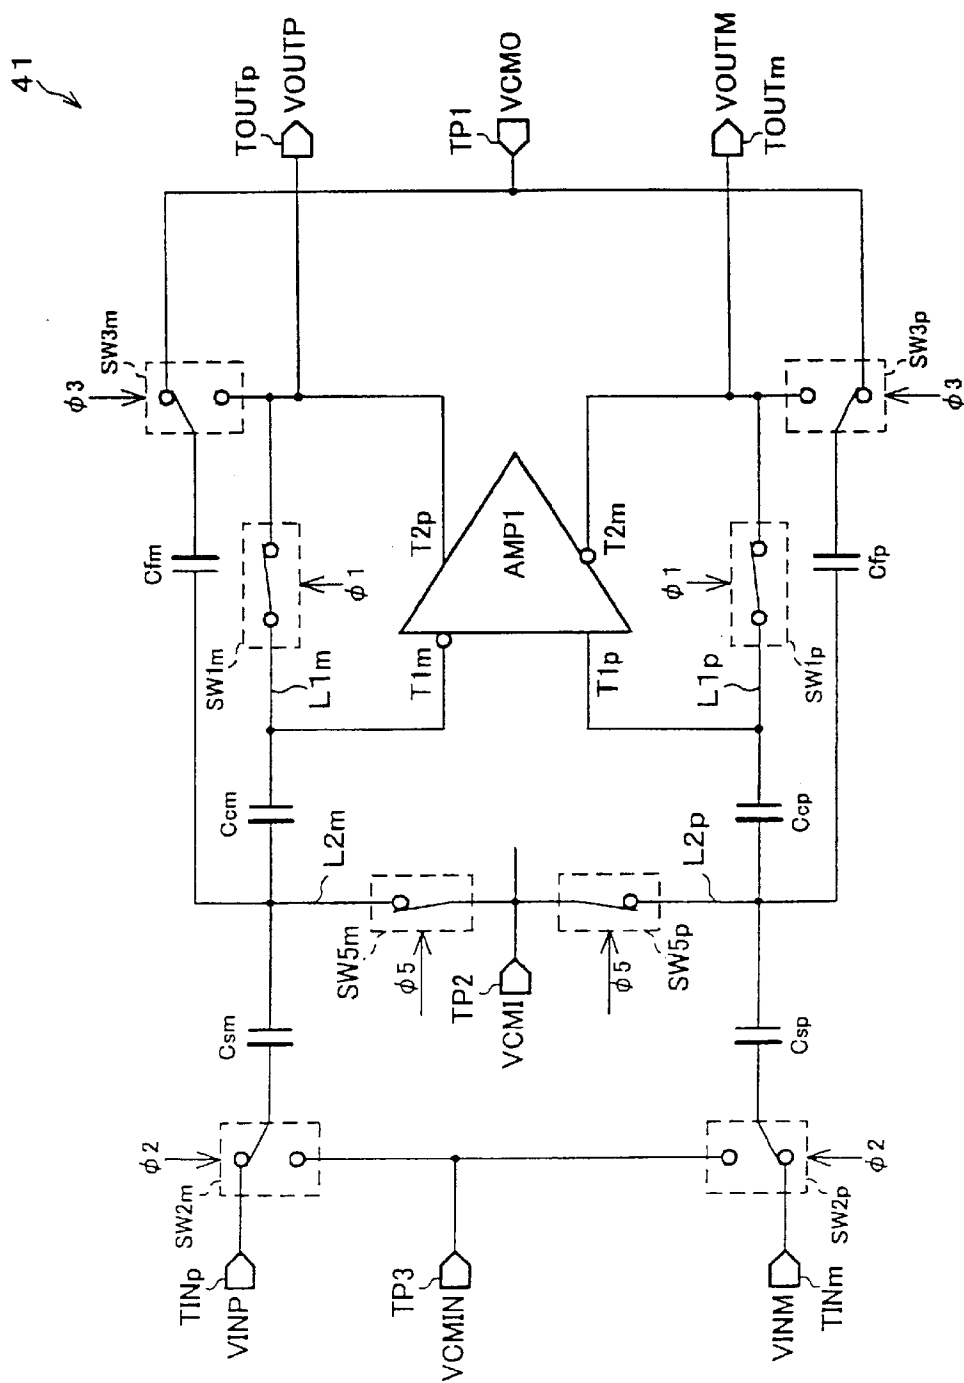 41
TOUTp
VOUTP
TP1
VCMO
VOUTM
TOUTm
SW3m
φ3
SW3p
φ3
Cfm
SW1m
φ1
L1m
T2p
T1m
AMP1
T2m
T1p
φ1
SW1p
L1p
Cfp
Ccm
Ccp
L2m
L2p
SW5m
φ5
SW5p
φ5
TP2
VCMI
Csm
Csp
φ2
SW2m
φ2
SW2p
TINp
VINP
TP3
VCMIN
VINM
TINm